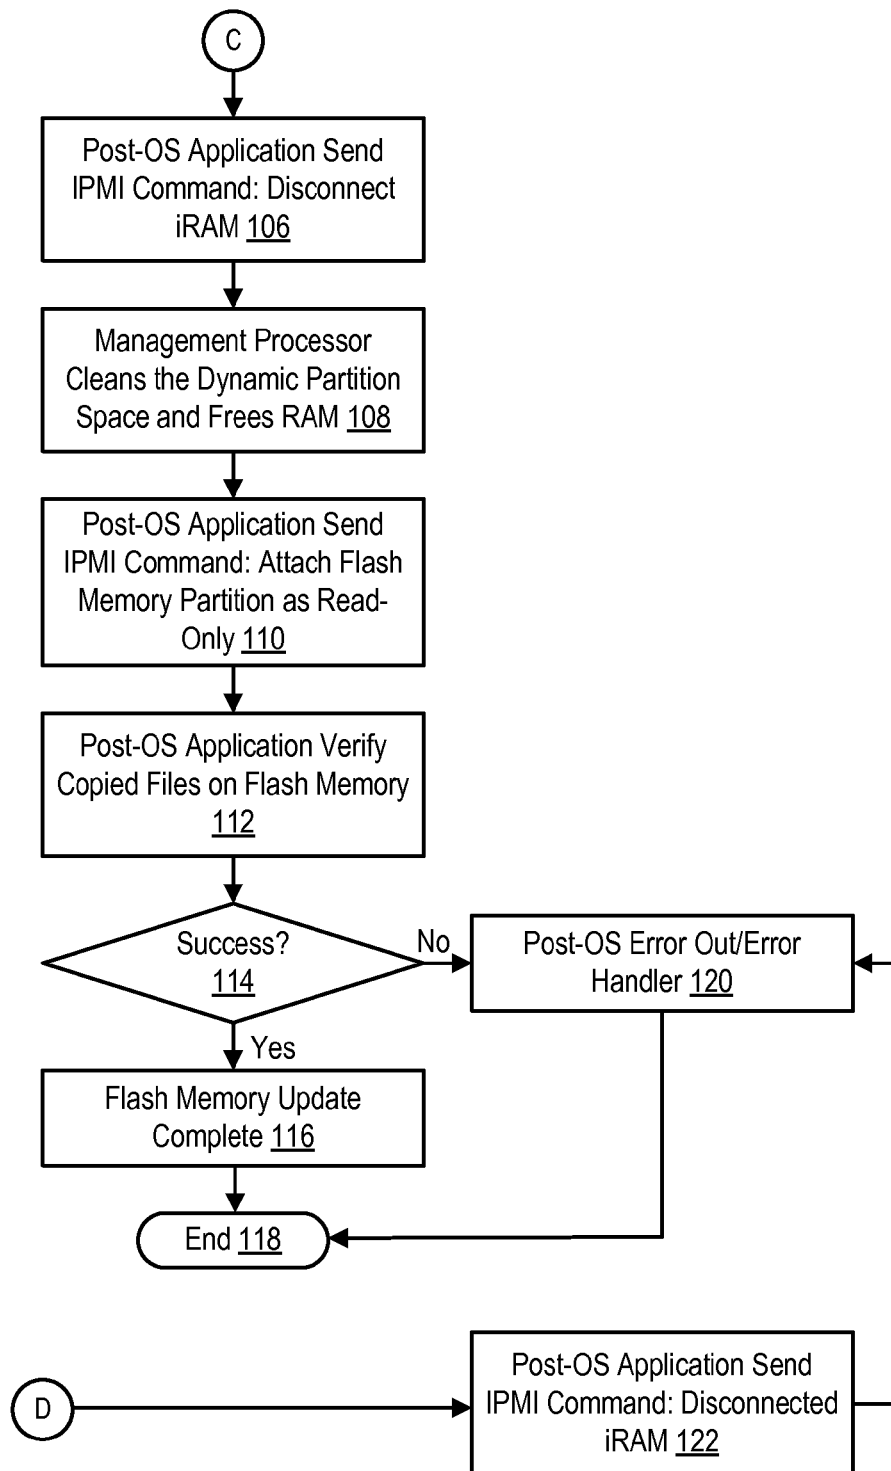 C
Post-OS Application Send
IPMI Command: Disconnect
iRAM 106
Management Processor
Cleans the Dynamic Partition
Space and Frees RAM 108
Post-OS Application Send
IPMI Command: Attach Flash
Memory Partition as Read-
Only 110
Post-OS Application Verify
Copied Files on Flash Memory
112
Success?
114
No
Post-OS Error Out/Error
Handler 120
Yes
Flash Memory Update
Complete 116
End 118
D
Post-OS Application Send
IPMI Command: Disconnected
iRAM 122